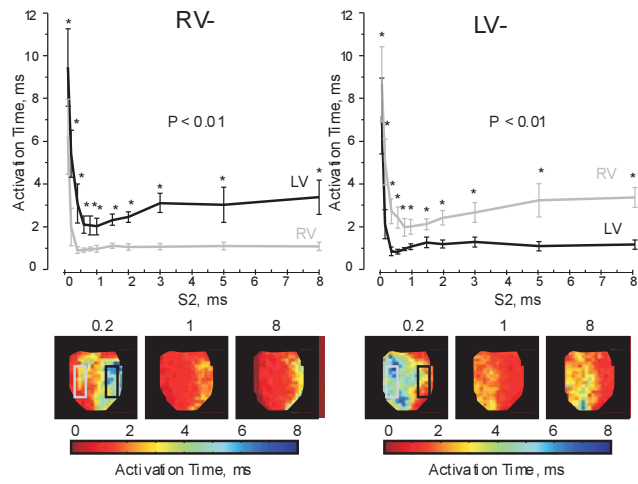 RV-
Activation Time, ms
12
10
8
6
4
2
0
* * * * * * * * * * * *
P < 0.01
LV
RV
0 1 2 3 4 5 6 7 8
S2, ms
LV-
Activation Time, ms
12
10
8
6
4
2
0
* * * * * * * * * * * *
P < 0.01
RV
LV
0 1 2 3 4 5 6 7 8
S2, ms
0.2 1 8
0 2 4 6 8
Activation Time, ms
0.2 1 8
0 2 4 6 8
Activation Time, ms